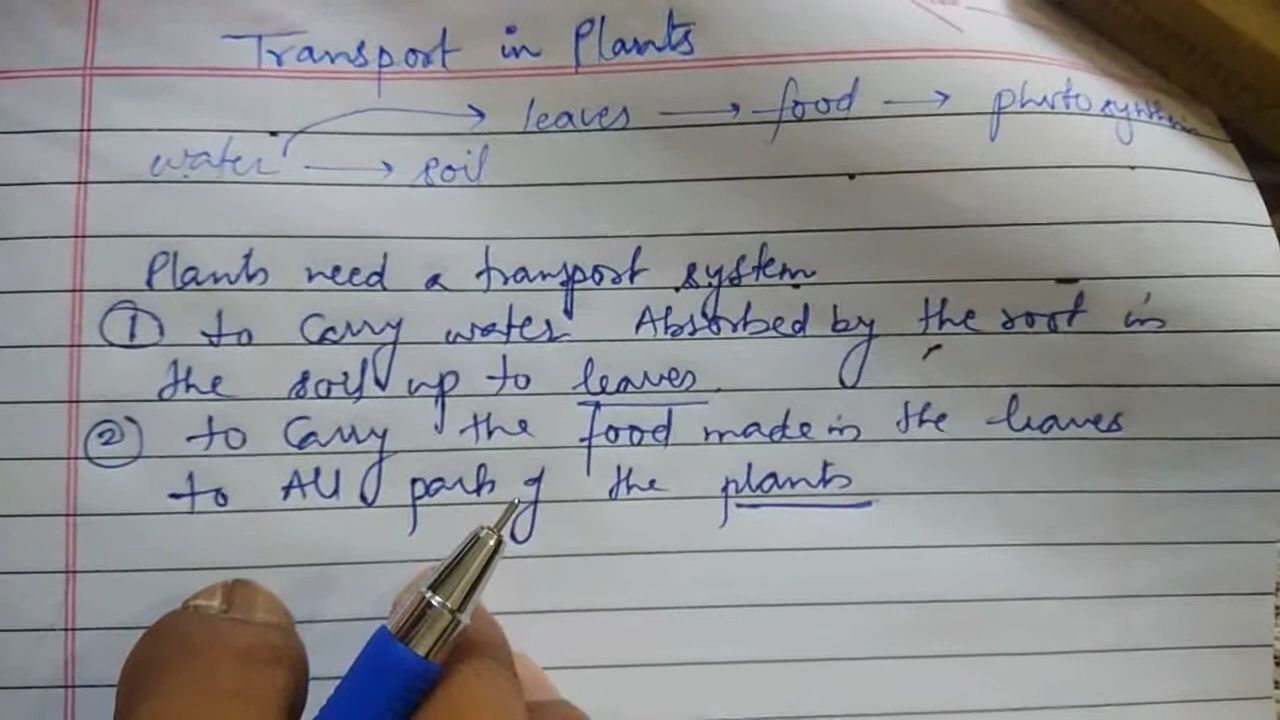 Transport in Plants
leaves → food → photosynthesis
water → soil
Plants need a transport system
① to Carry water Absorbed by the root in
the soil up to leaves.
② to Carry the food made in the leaves
to All parts of the plants